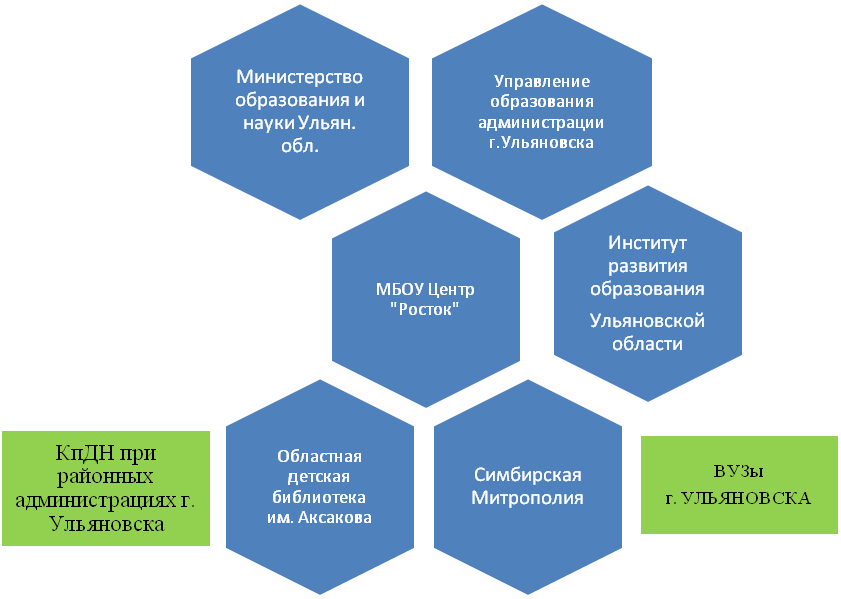 Министерство
образования и
науки Ульян.
обл.
Управление
образования
администрации
г.Ульяновска
МБОУ Центр
"Росток"
Институт
развития
образования
Ульяновской
области
КпДН при
районных
администрациях г.
Ульяновска
Областная
детская
библиотека
им. Аксакова
Симбирская
Митрополия
ВУЗы
г. УЛЬЯНОВСКА